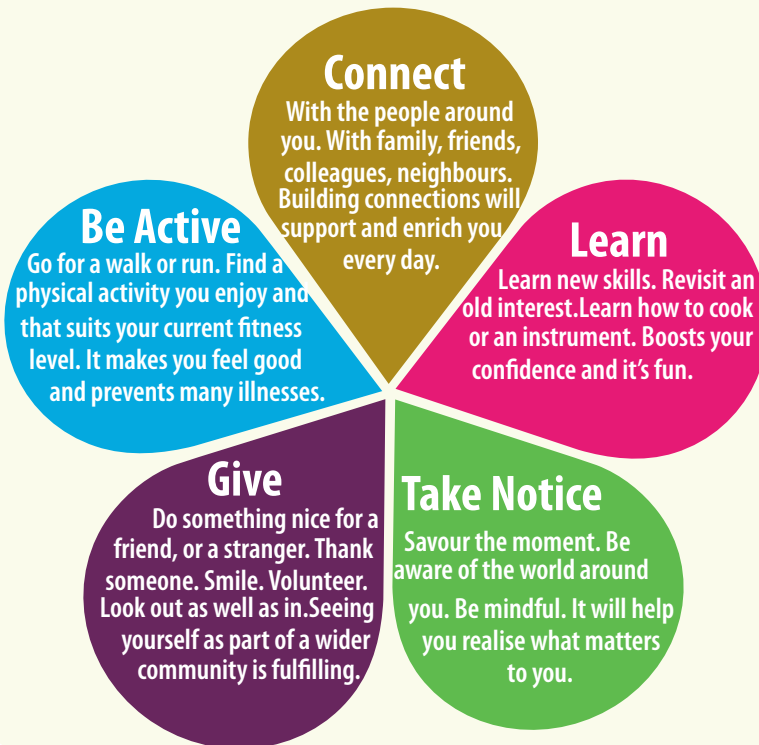 Connect
With the people around
you. With family, friends,
colleagues, neighbours.
Building connections will
support and enrich you
every day.
Be Active
Go for a walk or run. Find a
physical activity you enjoy and
that suits your current fitness
level. It makes you feel good
and prevents many illnesses.
Learn
Learn new skills. Revisit an
old interest.Learn how to cook
or an instrument. Boosts your
confidence and it’s fun.
Give
Do something nice for a
friend, or a stranger. Thank
someone. Smile. Volunteer.
Look out as well as in.Seeing
yourself as part of a wider
community is fulfilling.
Take Notice
Savour the moment. Be
aware of the world around
you. Be mindful. It will help
you realise what matters
to you.